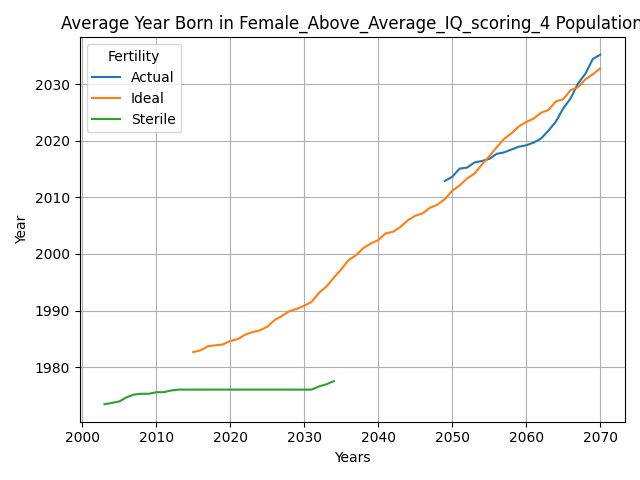 Average Year Born in Female_Above_Average_IQ_scoring_4 Population
Fertility
Actual
Ideal
Sterile
Year
2030
2020
2010
2000
1990
1980
2000 2010 2020 2030 2040 2050 2060 2070
Years